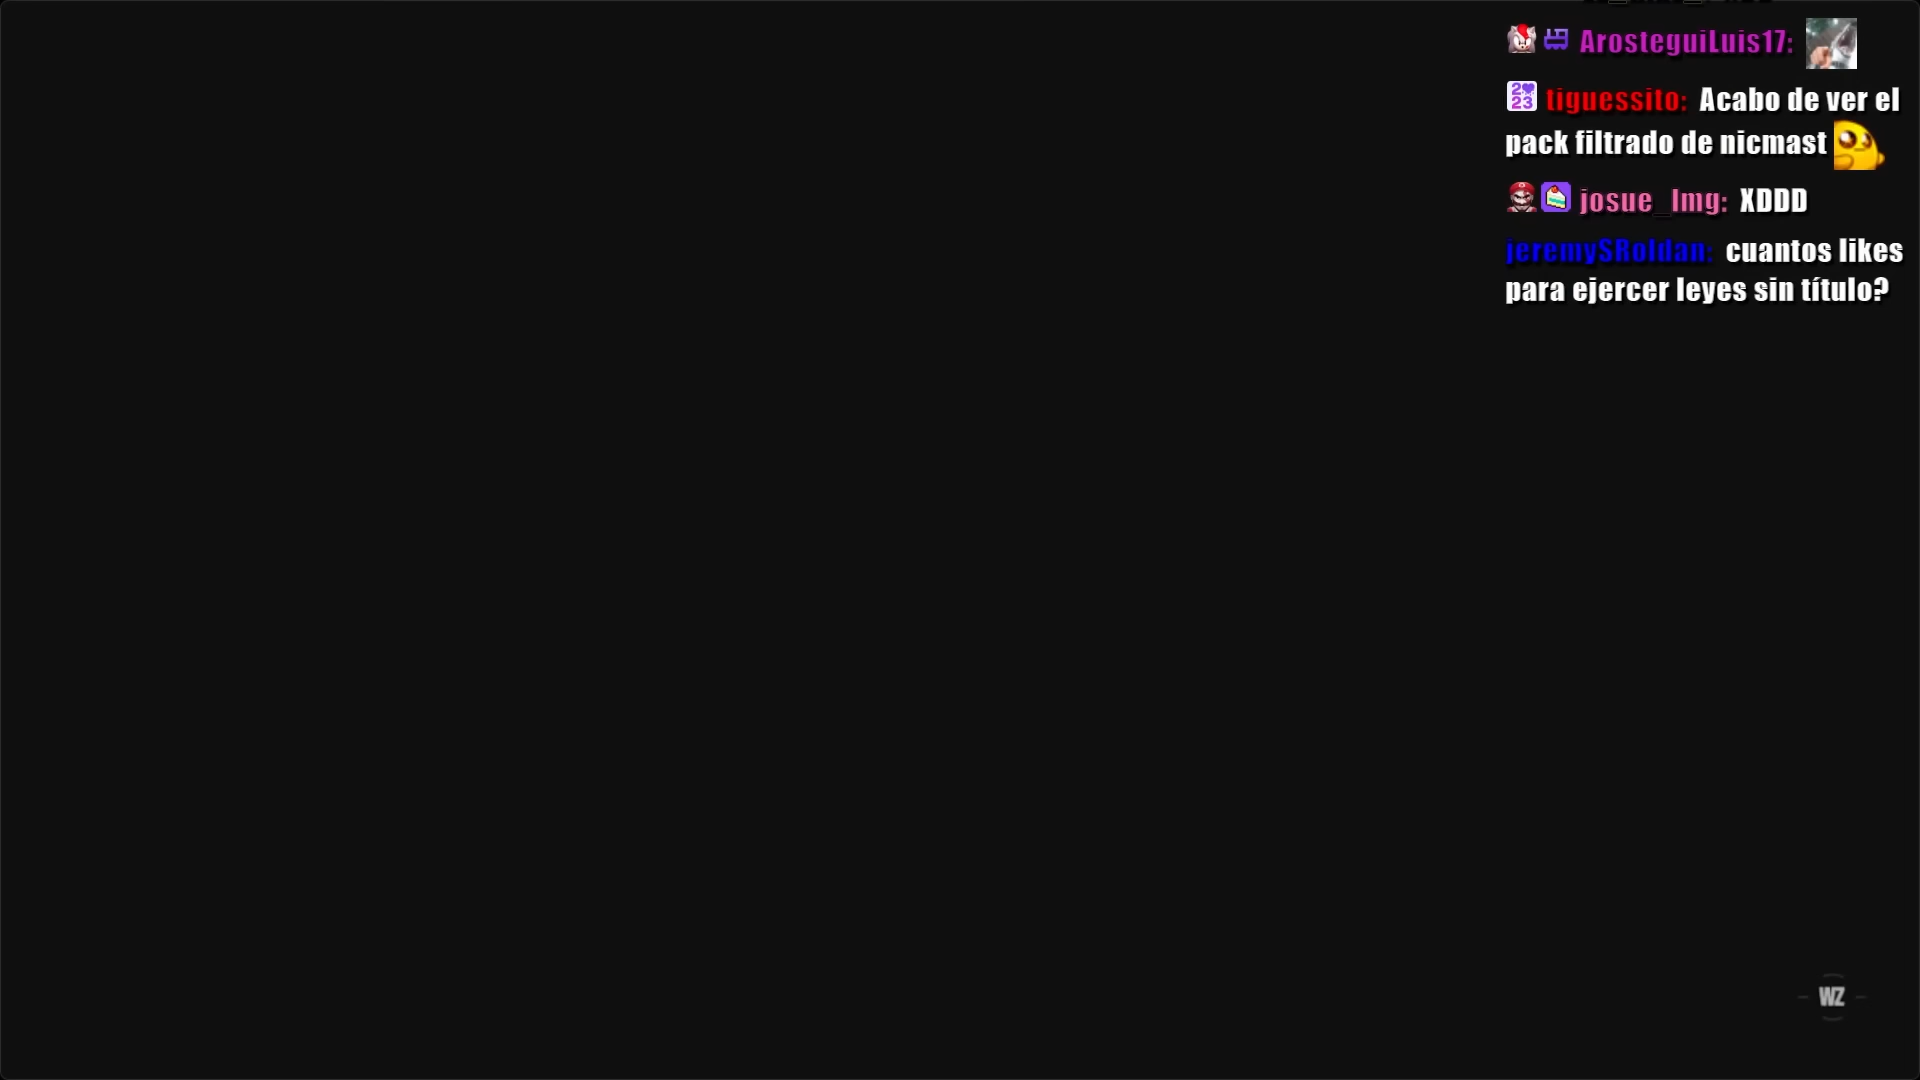 ArosteguiLuis17:
tiguessito: Acabo de ver el
pack filtrado de nicmast
josue_lmg: XDDD
jeremySRoldan: cuantos likes
para ejercer leyes sin título?
WZ